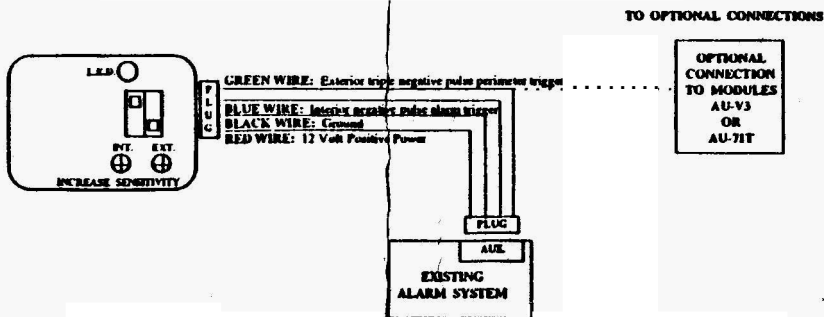 TO OPTIONAL CONNECTIONS
OPTIONAL
CONNECTION
TO MODULES
AU-V3
OR
AU-71T
L.E.D.
PLUG
GREEN WIRE: Exterior triple negative pulse perimeter trigger
BLUE WIRE: Interior negative pulse alarm trigger
BLACK WIRE: Ground
RED WIRE: 12 Volt Positive Power
INT. EXT.
INCREASE SENSITIVITY
PLUG
AUX.
EXISTING
ALARM SYSTEM